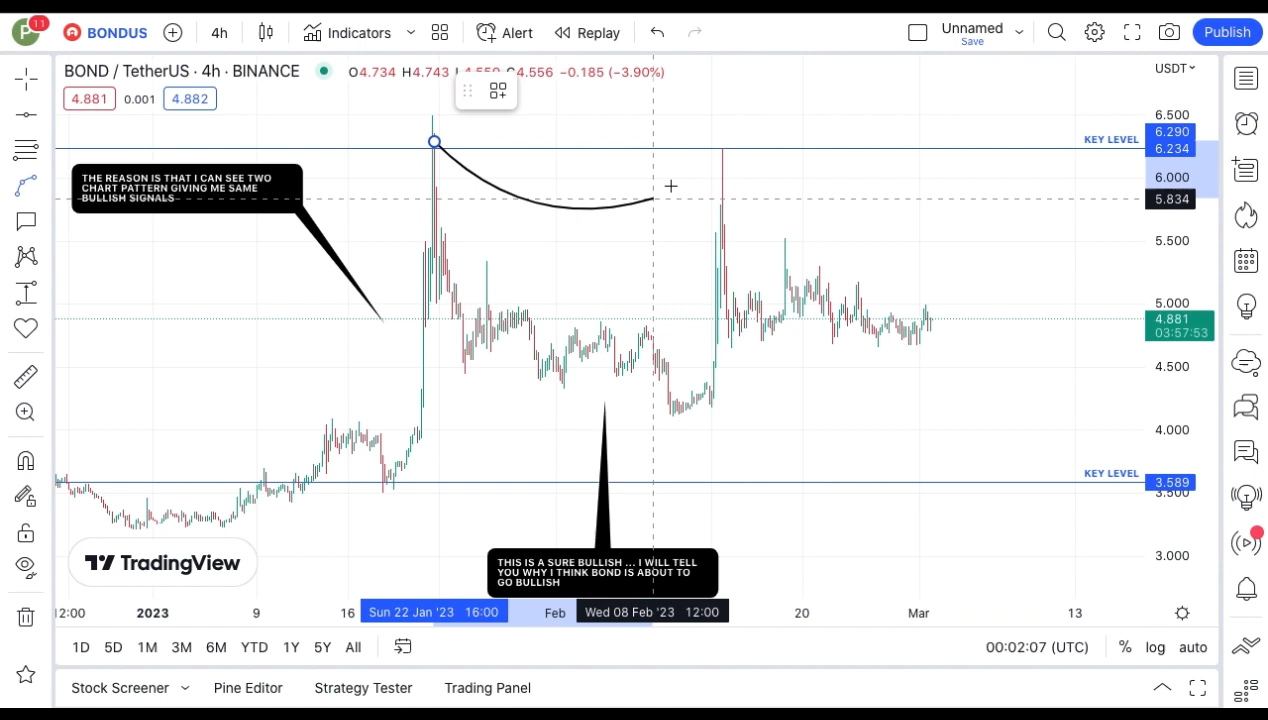 P 11 BONDUS 4h Indicators Alert Replay Unnamed Publish
Save
BOND / TetherUS · 4h · BINANCE O4.734 H4.743 C4.556 −0.185 (−3.90%) USDT
4.881 0.001 4.882
6.500
6.290
KEY LEVEL 6.234
6.000
5.834
5.500
5.000
4.881
03:57:53
4.500
4.000
KEY LEVEL 3.589
3.500
3.000
THE REASON IS THAT I CAN SEE TWO
CHART PATTERN GIVING ME SAME
BULLISH SIGNALS
THIS IS A SURE BULLISH ... I WILL TELL
YOU WHY I THINK BOND IS ABOUT TO
GO BULLISH
TradingView
12:00 2023 9 16 Sun 22 Jan '23 16:00 Feb Wed 08 Feb '23 12:00 20 Mar 13
1D 5D 1M 3M 6M YTD 1Y 5Y All 00:02:07 (UTC) % log auto
Stock Screener Pine Editor Strategy Tester Trading Panel